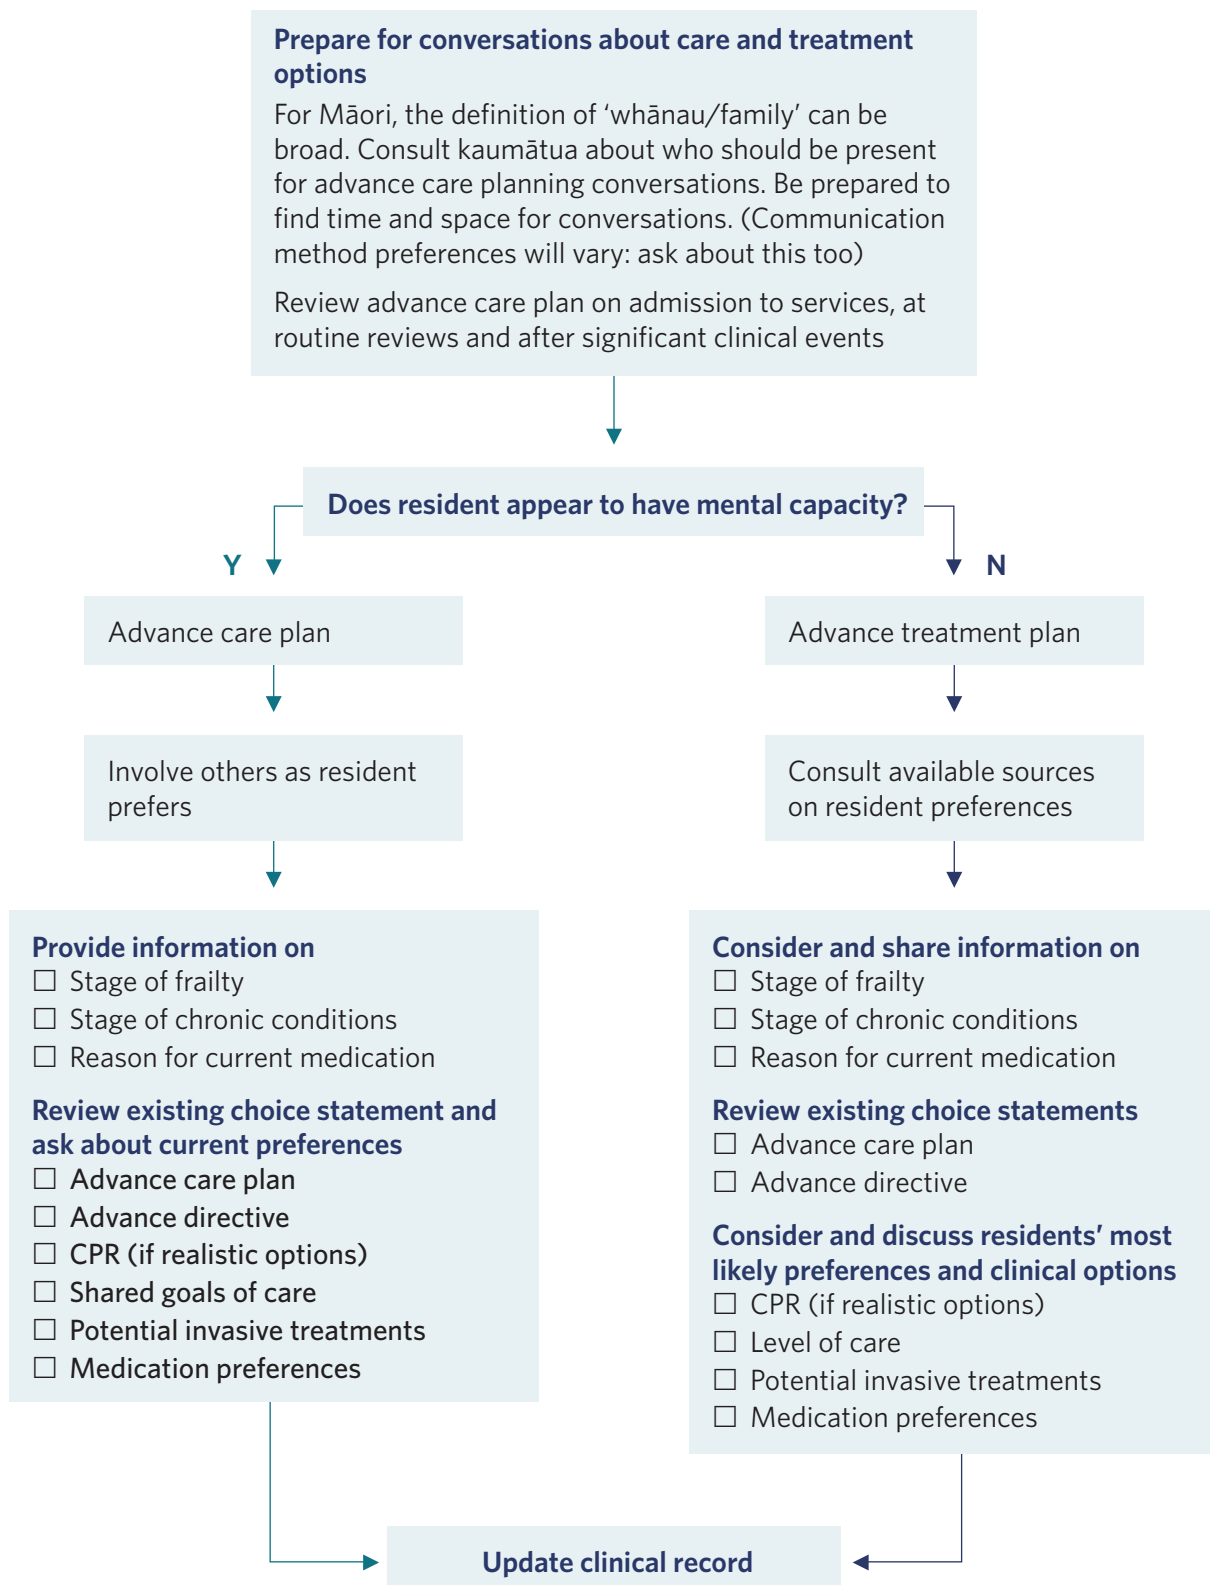 Prepare for conversations about care and treatment
options
For Māori, the definition of ‘whānau/family’ can be
broad. Consult kaumātua about who should be present
for advance care planning conversations. Be prepared to
find time and space for conversations. (Communication
method preferences will vary: ask about this too)
Review advance care plan on admission to services, at
routine reviews and after significant clinical events
Does resident appear to have mental capacity?
Y
N
Advance care plan
Involve others as resident
prefers
Provide information on
☐ Stage of frailty
☐ Stage of chronic conditions
☐ Reason for current medication
Review existing choice statement and
ask about current preferences
☐ Advance care plan
☐ Advance directive
☐ CPR (if realistic options)
☐ Shared goals of care
☐ Potential invasive treatments
☐ Medication preferences
Advance treatment plan
Consult available sources
on resident preferences
Consider and share information on
☐ Stage of frailty
☐ Stage of chronic conditions
☐ Reason for current medication
Review existing choice statements
☐ Advance care plan
☐ Advance directive
Consider and discuss residents’ most
likely preferences and clinical options
☐ CPR (if realistic options)
☐ Level of care
☐ Potential invasive treatments
☐ Medication preferences
Update clinical record